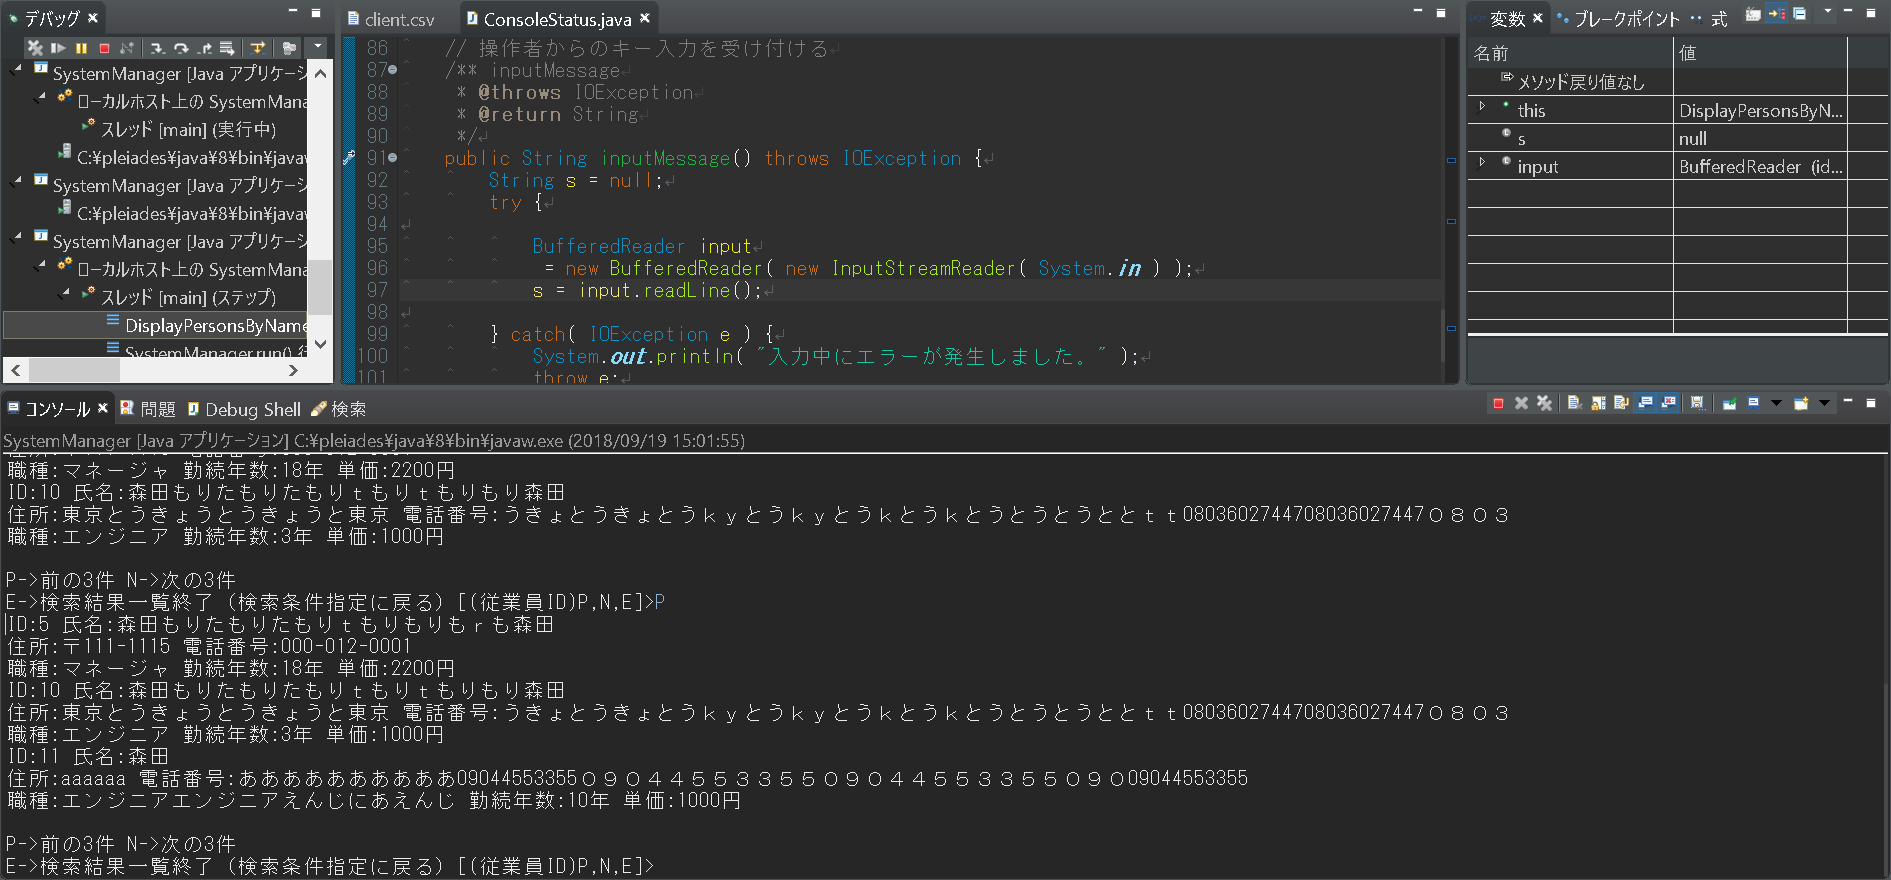 デバッグ
SystemManager [Java アプリケーシ
ローカルホスト上の SystemMana
スレッド [main] (実行中)
C:¥pleiades¥java¥8¥bin¥javaw
SystemManager [Java アプリケーシ
C:¥pleiades¥java¥8¥bin¥javaw
SystemManager [Java アプリケーシ
ローカルホスト上の SystemMana
スレッド [main] (ステップ)
DisplayPersonsByName
SystemManager.run() 行
client.csv ConsoleStatus.java
86 // 操作者からのキー入力を受け付ける
87 /** inputMessage
88 * @throws IOException
89 * @return String
90 */
91 public String inputMessage() throws IOException {
92 String s = null;
93 try {
94
95 BufferedReader input
96 = new BufferedReader( new InputStreamReader( System.in ) );
97 s = input.readLine();
98
99 } catch( IOException e ) {
100 System.out.println( "入力中にエラーが発生しました。" );
101 throw e;
変数 ブレークポイント 式
名前 値
メソッド戻り値なし
this DisplayPersonsByN...
s null
input BufferedReader (id...
コンソール 問題 Debug Shell 検索
SystemManager [Java アプリケーション] C:¥pleiades¥java¥8¥bin¥javaw.exe (2018/09/19 15:01:55)
職種:マネージャ 勤続年数:18年 単価:2200円
ID:10 氏名:森田もりたもりたもりｔもりｔもりもり森田
住所:東京とうきょうとうきょうと東京 電話番号:うきょとうきょとうｋｙとうｋｙとうｋとうｋとうとうとうととｔｔ08036027447080360274470８０３
職種:エンジニア 勤続年数:3年 単価:1000円
P->前の3件 N->次の3件
E->検索結果一覧終了（検索条件指定に戻る）[(従業員ID)P,N,E]>P
ID:5 氏名:森田もりたもりたもりｔもりもりもｒも森田
住所:〒111-1115 電話番号:000-012-0001
職種:マネージャ 勤続年数:18年 単価:2200円
ID:10 氏名:森田もりたもりたもりｔもりｔもりもり森田
住所:東京とうきょうとうきょうと東京 電話番号:うきょとうきょとうｋｙとうｋｙとうｋとうｋとうとうとうととｔｔ0803602744708036027447０８０３
職種:エンジニア 勤続年数:3年 単価:1000円
ID:11 氏名:森田
住所:aaaaaa 電話番号:ああああああああああ09044553355０９０４４５５３３５５０９０４４５５３３５５０９０09044553355
職種:エンジニアエンジニアえんじにあえんじ 勤続年数:10年 単価:1000円
P->前の3件 N->次の3件
E->検索結果一覧終了（検索条件指定に戻る）[(従業員ID)P,N,E]>